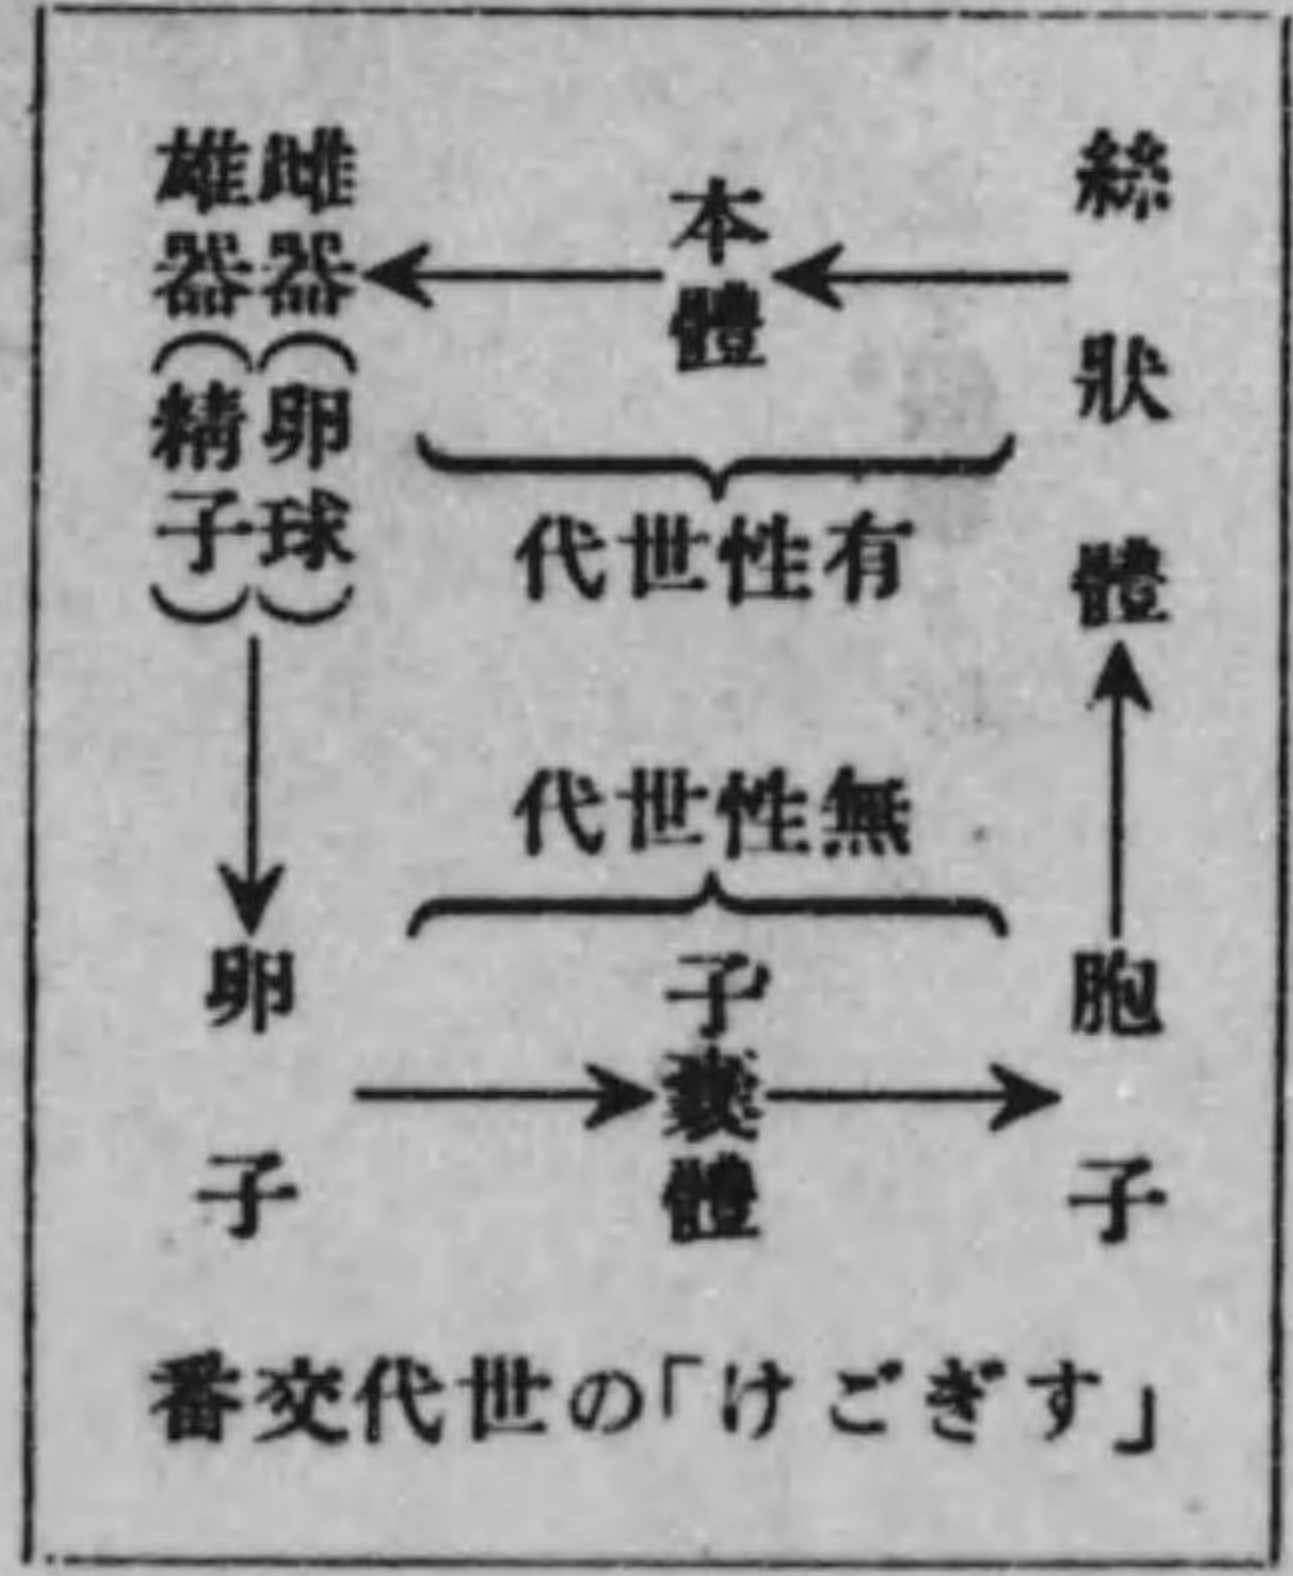 絲狀體
本體
雌器(卵球)
雄器(精子)
有性世代
無性世代
胞子
子囊體
卵子
「すぎごけ」の世代交番